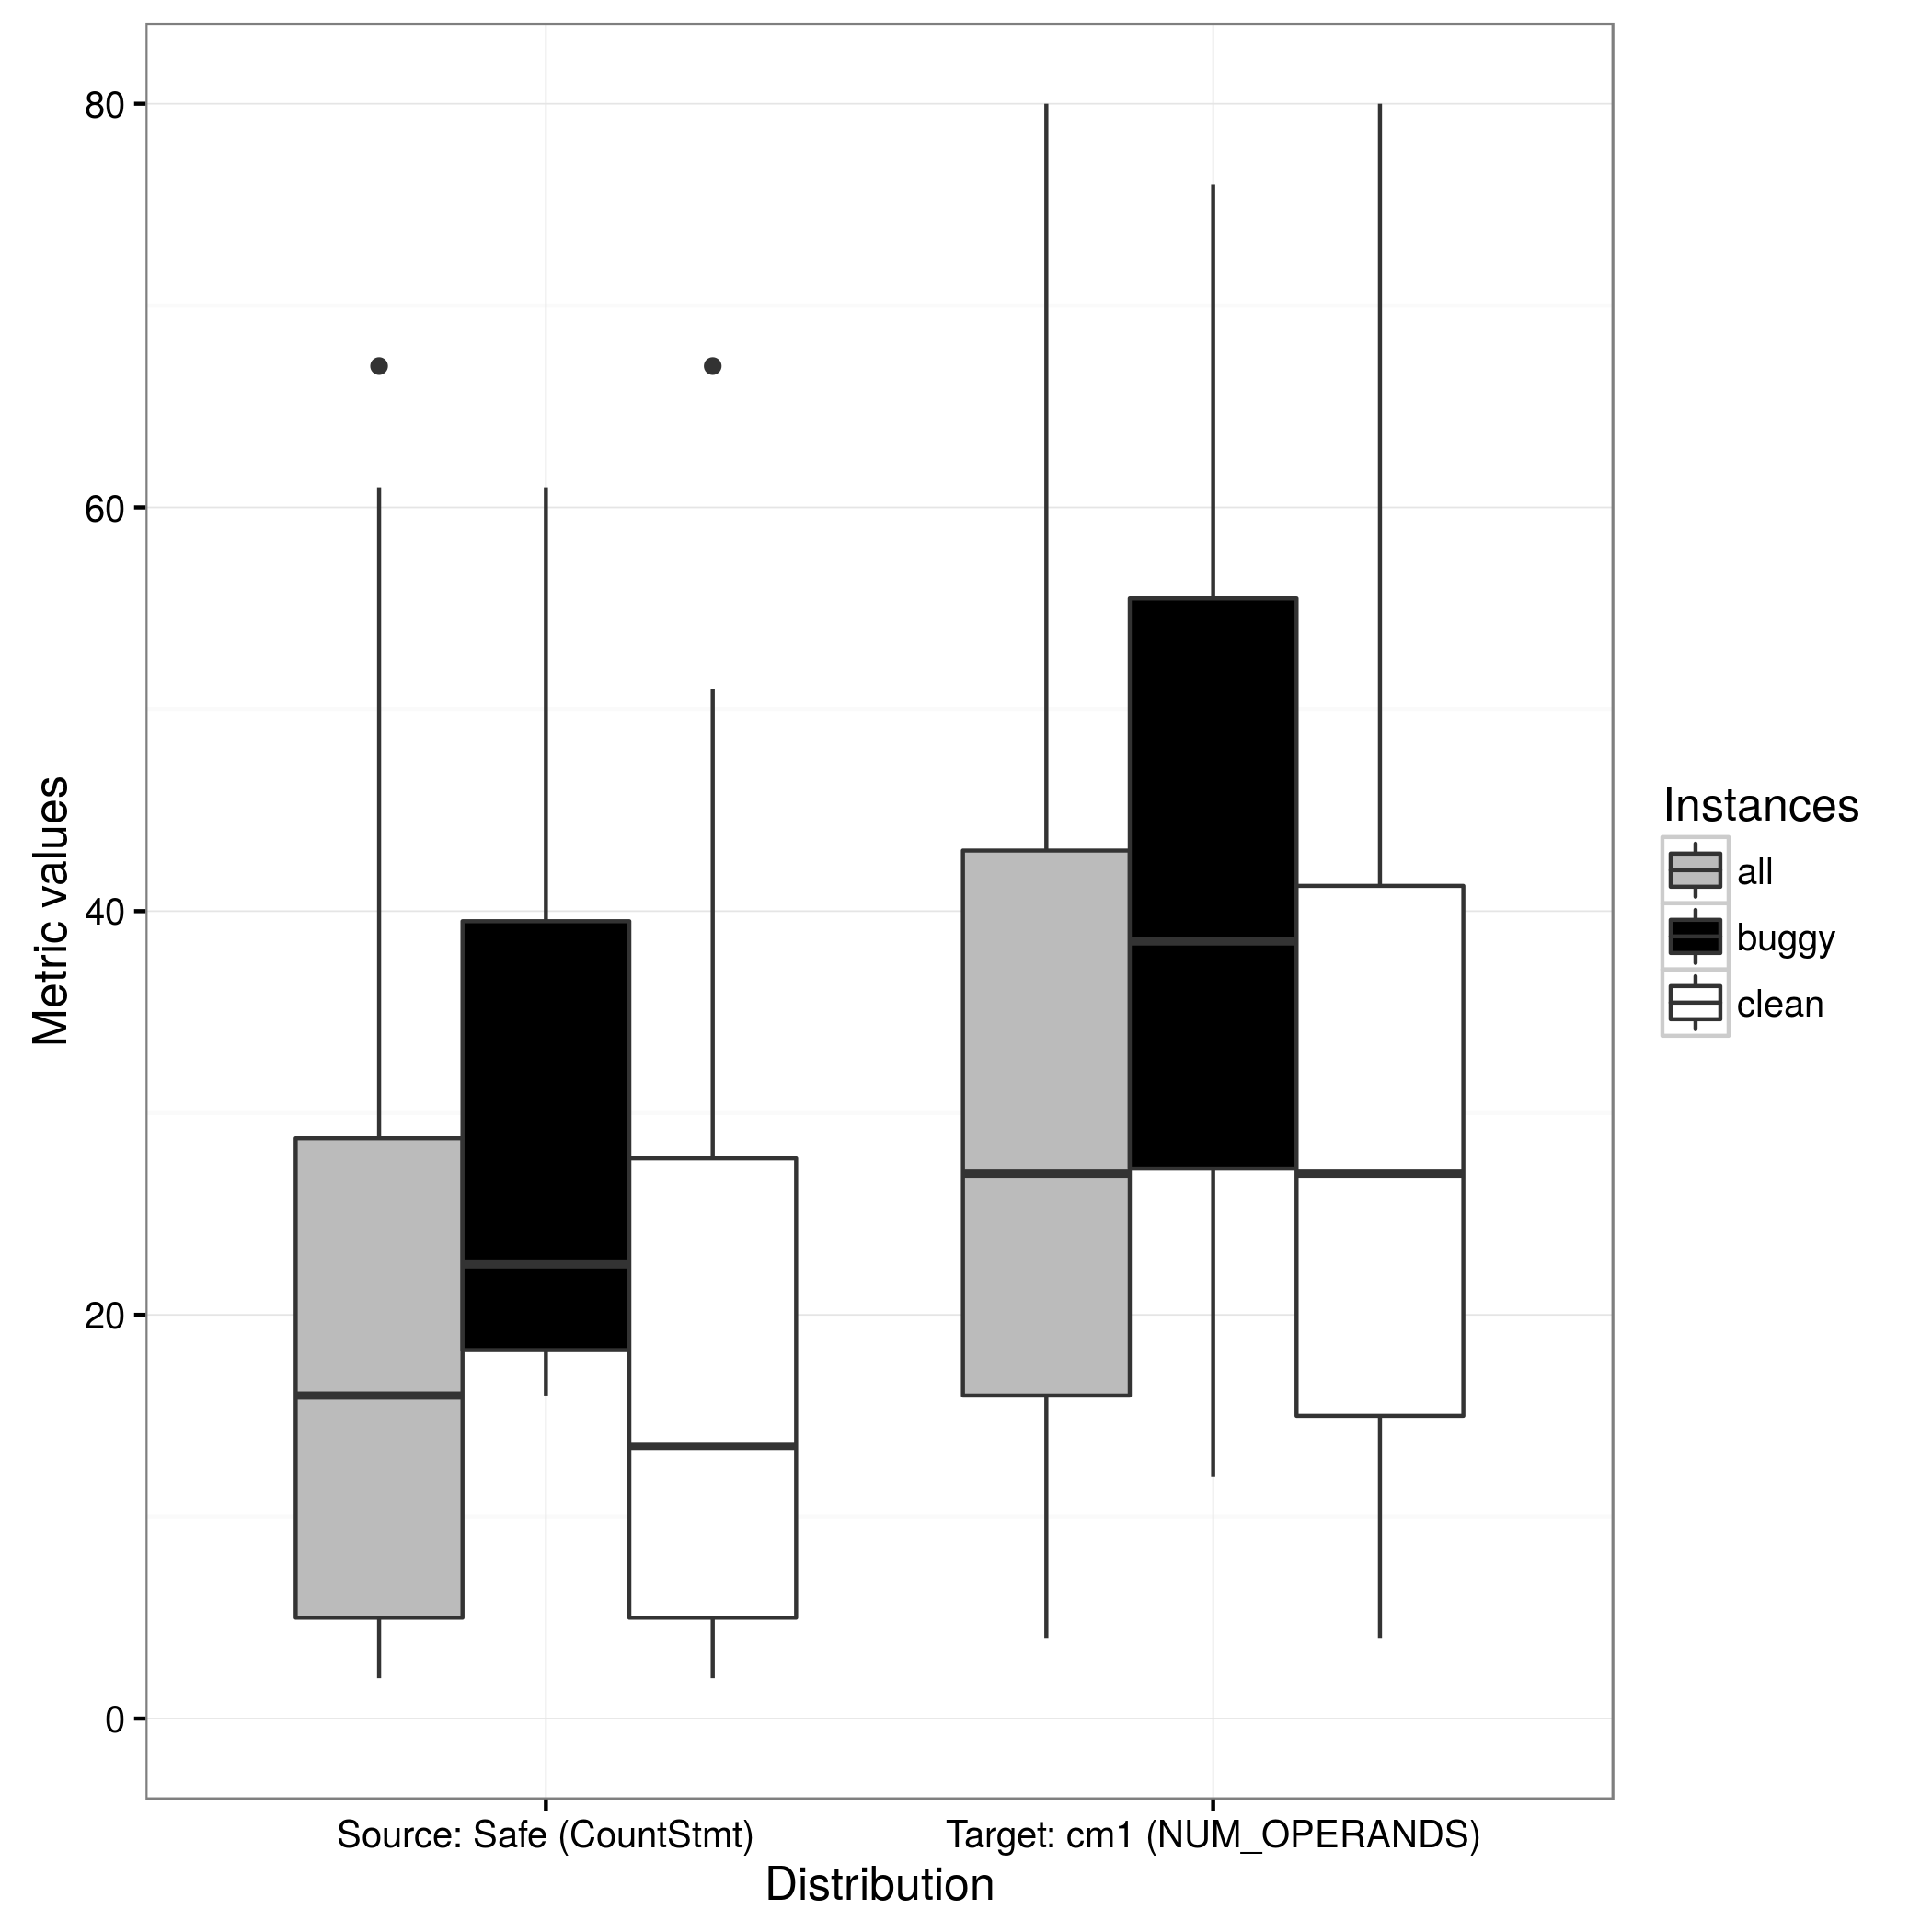 80
60
40
20
0
Metric values
Source: Safe (CountStmt)
Target: cm1 (NUM_OPERANDS)
Distribution
Instances
all
buggy
clean